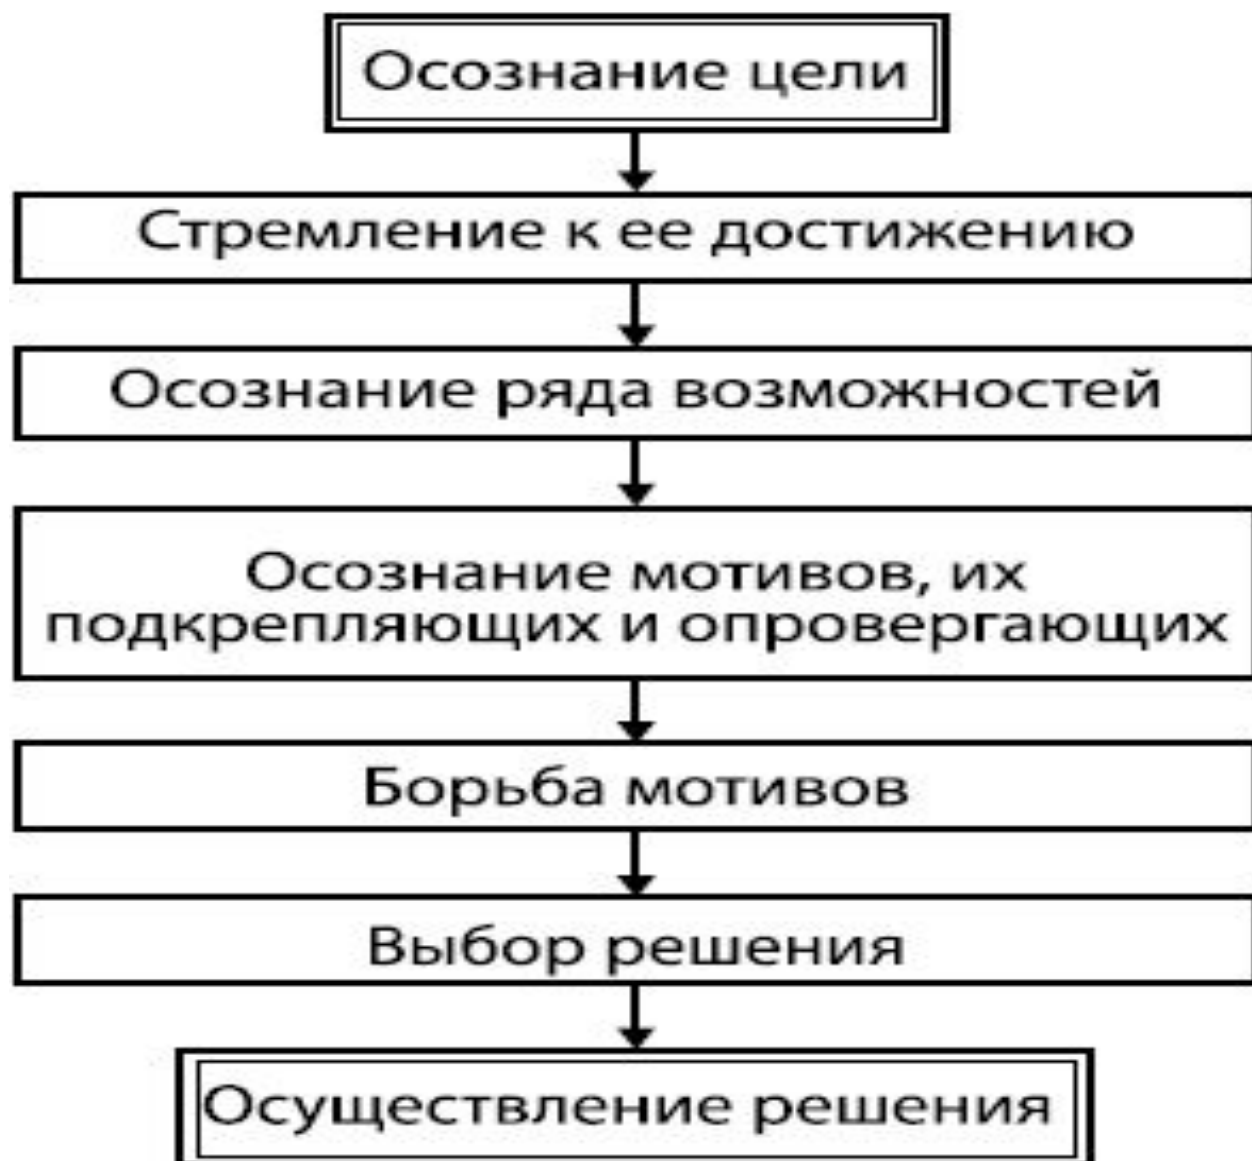 Осознание цели
Стремление к ее достижению
Осознание ряда возможностей
Осознание мотивов, их
подкрепляющих и опровергающих
Борьба мотивов
Выбор решения
Осуществление решения